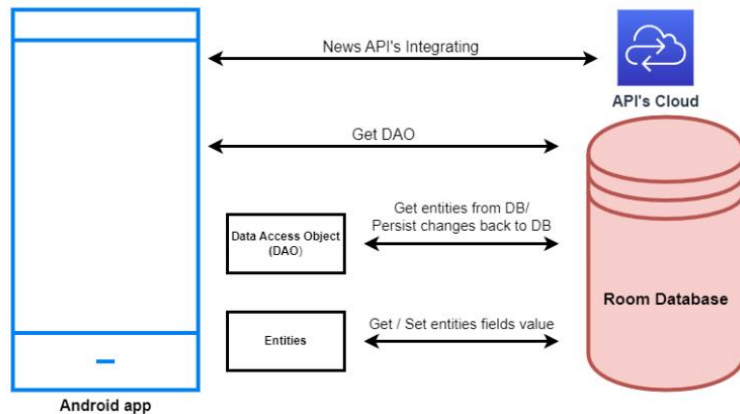 News API's Integrating
API's Cloud
Get DAO
Get entities from DB/
Persist changes back to DB
Data Access Object
(DAO)
Room Database
Get / Set entities fields value
Entities
Android app